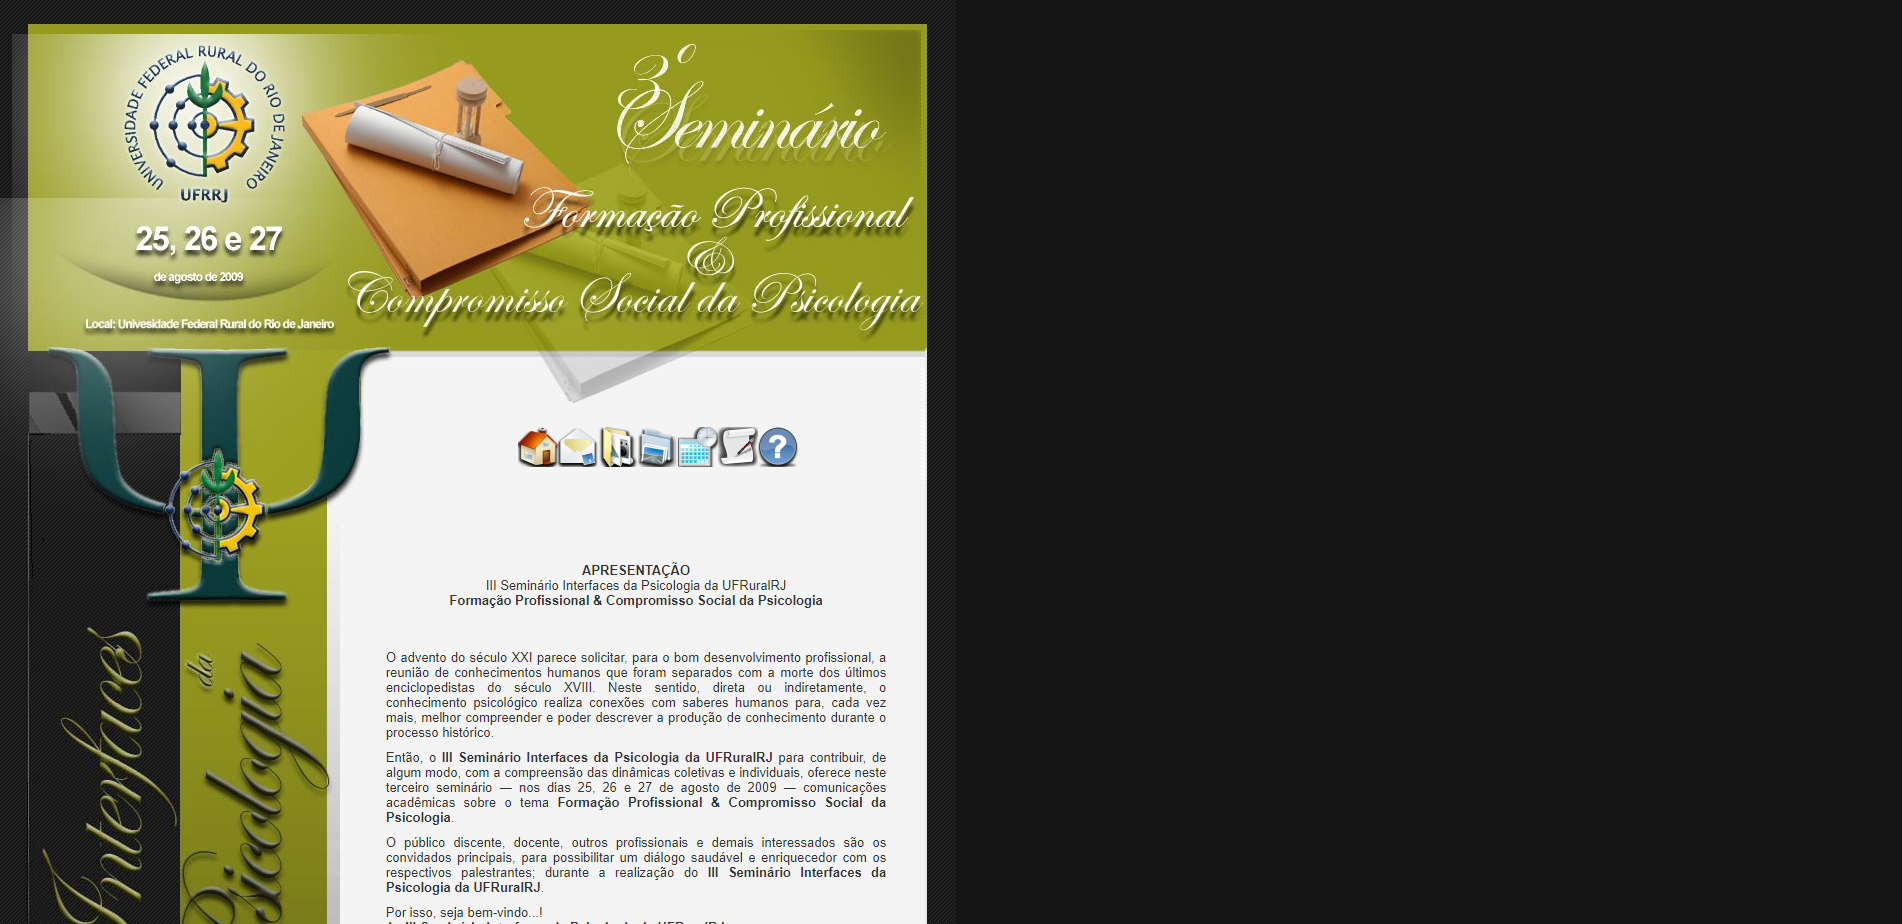 UNIVERSIDADE FEDERAL RURAL DO RIO DE JANEIRO
UFRRJ
25, 26 e 27
de agosto de 2009
Local: Univesidade Federal Rural do Rio de Janeiro
3º
Seminário
Formação Profissional
&
Compromisso Social da Psicologia
Interfaces
da
Psicologia
APRESENTAÇÃO
III Seminário Interfaces da Psicologia da UFRuralRJ
Formação Profissional & Compromisso Social da Psicologia
O advento do século XXI parece solicitar, para o bom desenvolvimento profissional, a
reunião de conhecimentos humanos que foram separados com a morte dos últimos
enciclopedistas do século XVIII. Neste sentido, direta ou indiretamente, o
conhecimento psicológico realiza conexões com saberes humanos para, cada vez
mais, melhor compreender e poder descrever a produção de conhecimento durante o
processo histórico.
Então, o III Seminário Interfaces da Psicologia da UFRuralRJ para contribuir, de
algum modo, com a compreensão das dinâmicas coletivas e individuais, oferece neste
terceiro seminário — nos dias 25, 26 e 27 de agosto de 2009 — comunicações
acadêmicas sobre o tema Formação Profissional & Compromisso Social da
Psicologia.
O público discente, docente, outros profissionais e demais interessados são os
convidados principais, para possibilitar um diálogo saudável e enriquecedor com os
respectivos palestrantes; durante a realização do III Seminário Interfaces da
Psicologia da UFRuralRJ.
Por isso, seja bem-vindo...!